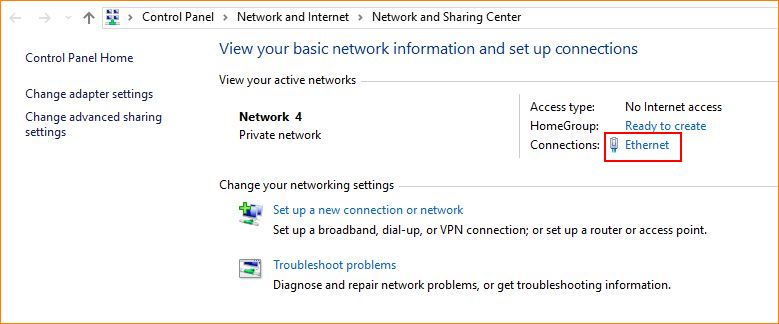 Control Panel > Network and Internet > Network and Sharing Center
Control Panel Home
Change adapter settings
Change advanced sharing
settings
View your basic network information and set up connections
View your active networks
Network 4
Private network
Access type: No Internet access
HomeGroup: Ready to create
Connections: Ethernet
Change your networking settings
Set up a new connection or network
Set up a broadband, dial-up, or VPN connection; or set up a router or access point.
Troubleshoot problems
Diagnose and repair network problems, or get troubleshooting information.